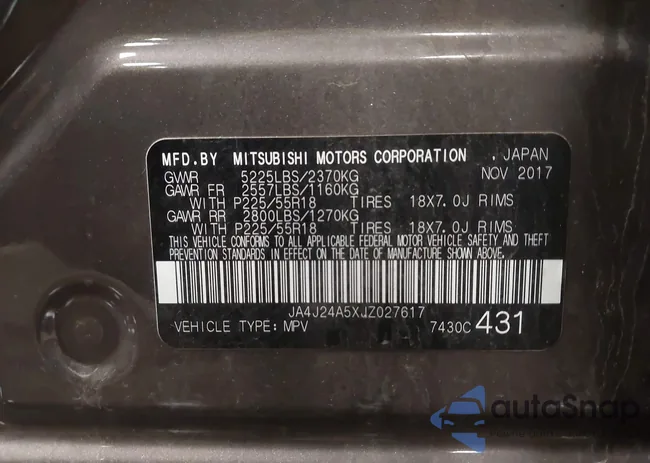 MFD.BY MITSUBISHI MOTORS CORPORATION . JAPAN
GVWR 5225LBS/2370KG NOV 2017
GAWR FR 2557LBS/1160KG
WITH P225/55R18 TIRES 18X7.0J RIMS
GAWR RR 2800LBS/1270KG
WITH P225/55R18 TIRES 18X7.0J RIMS
THIS VEHICLE CONFORMS TO ALL APPLICABLE FEDERAL MOTOR VEHICLE SAFETY AND THEFT
PREVENTION STANDARDS IN EFFECT ON THE DATE OF MANUFACTURE SHOWN ABOVE.
JA4J24A5XJZ027617
VEHICLE TYPE: MPV 7430C 431
autoSnap